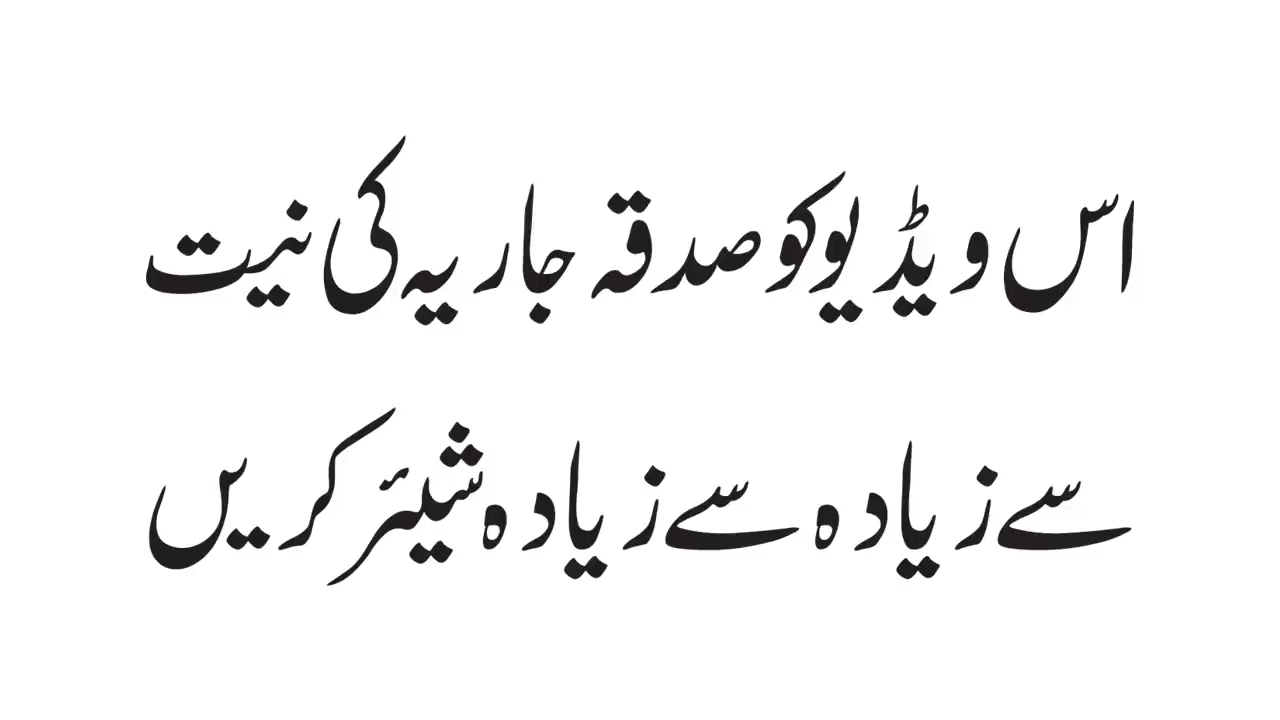 اس ویڈیو کو صدقہ جاریہ کی نیت
سے زیادہ سے زیادہ شیئر کریں